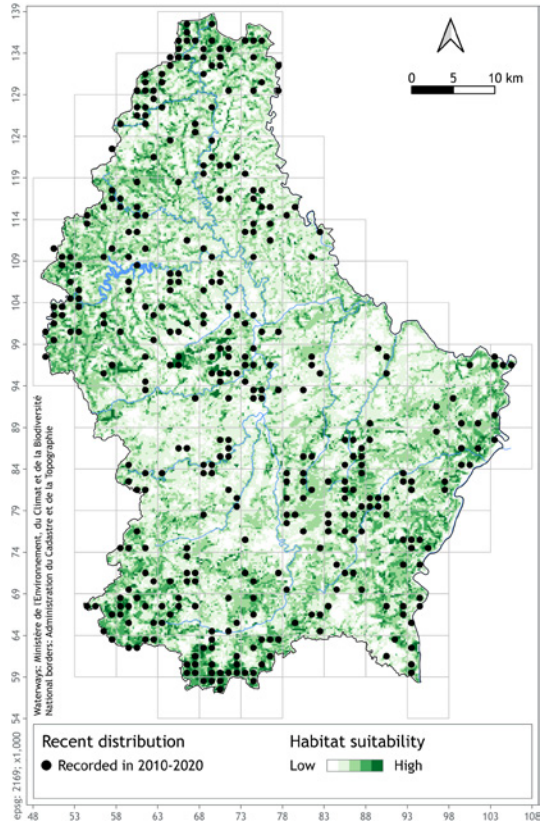 139
134
129
124
119
114
109
104
99
94
89
84
79
74
69
64
59
54
0 5 10 km
Waterways: Ministère de l'Environnement, du Climat et de la Biodiversité
National borders: Administration du Cadastre et de la Topographie
epsg: 2169; x1,000
Recent distribution
Recorded in 2010-2020
Habitat suitability
Low High
48 53 58 63 68 73 78 83 88 93 98 103 108